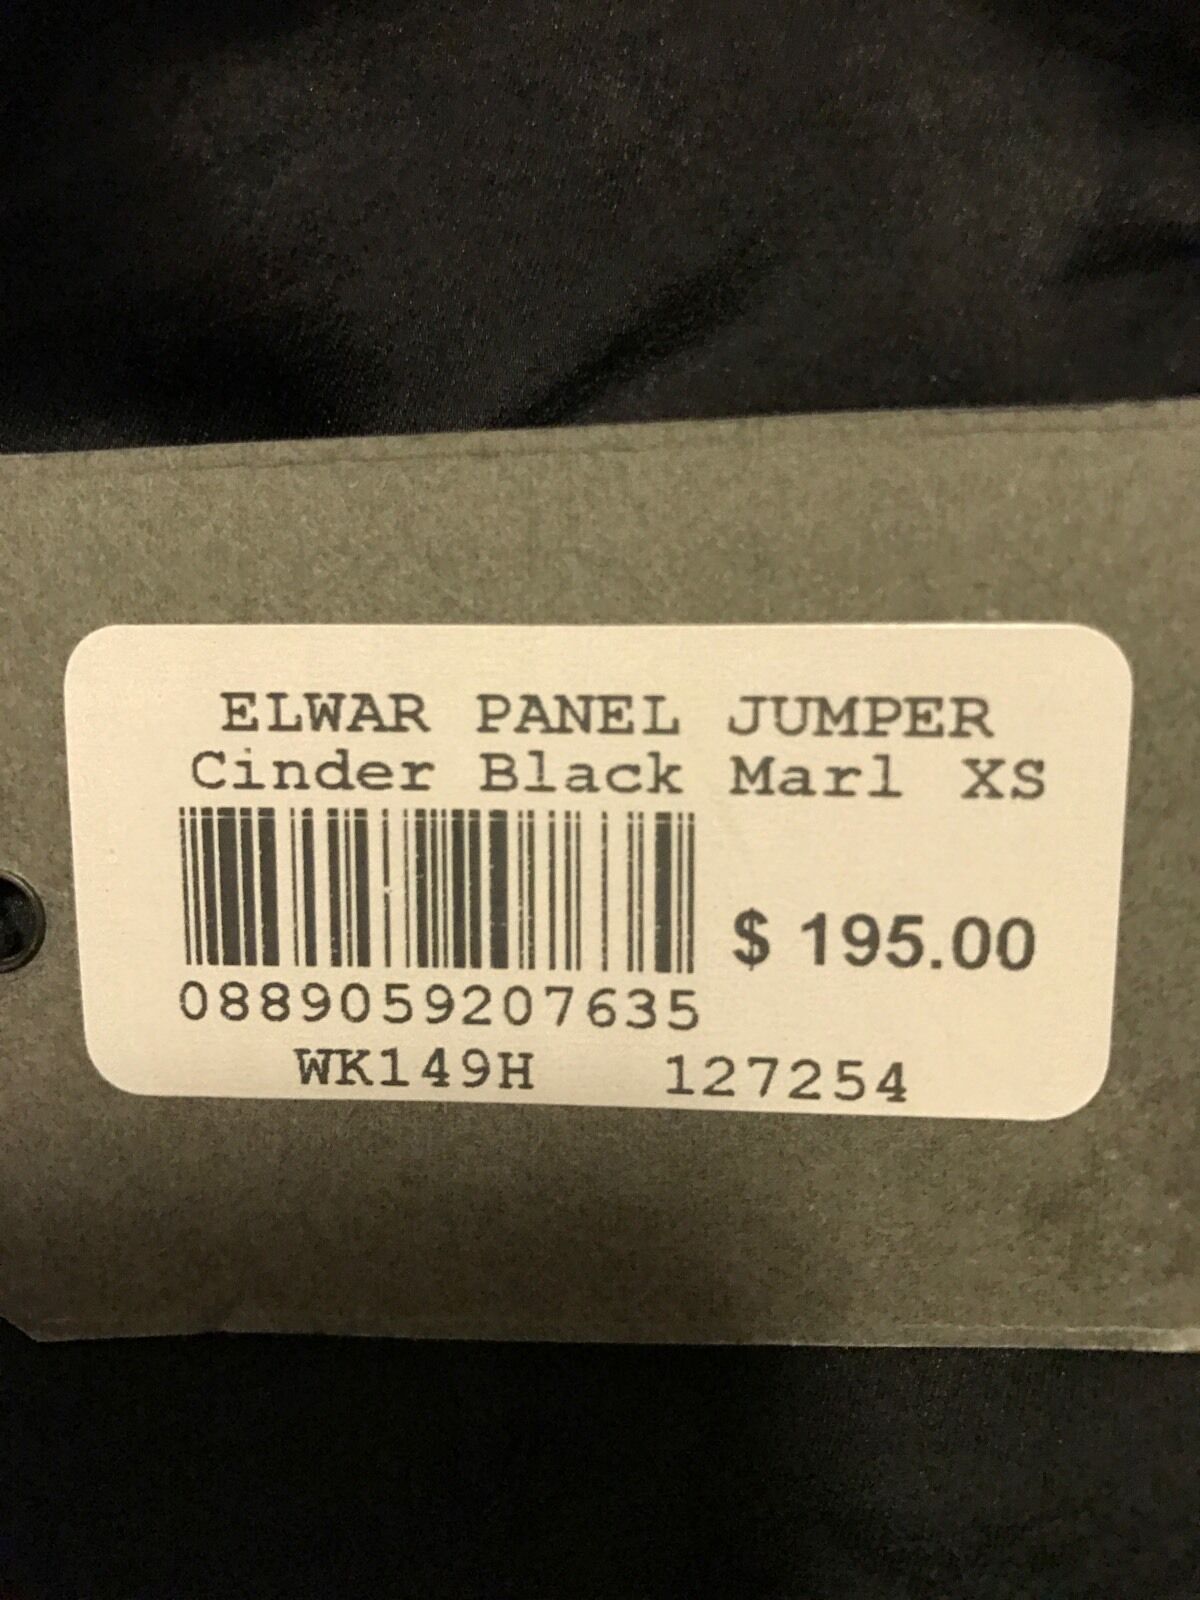 ELWAR PANEL JUMPER
Cinder Black Marl XS
$ 195.00
0889059207635
WK149H 127254